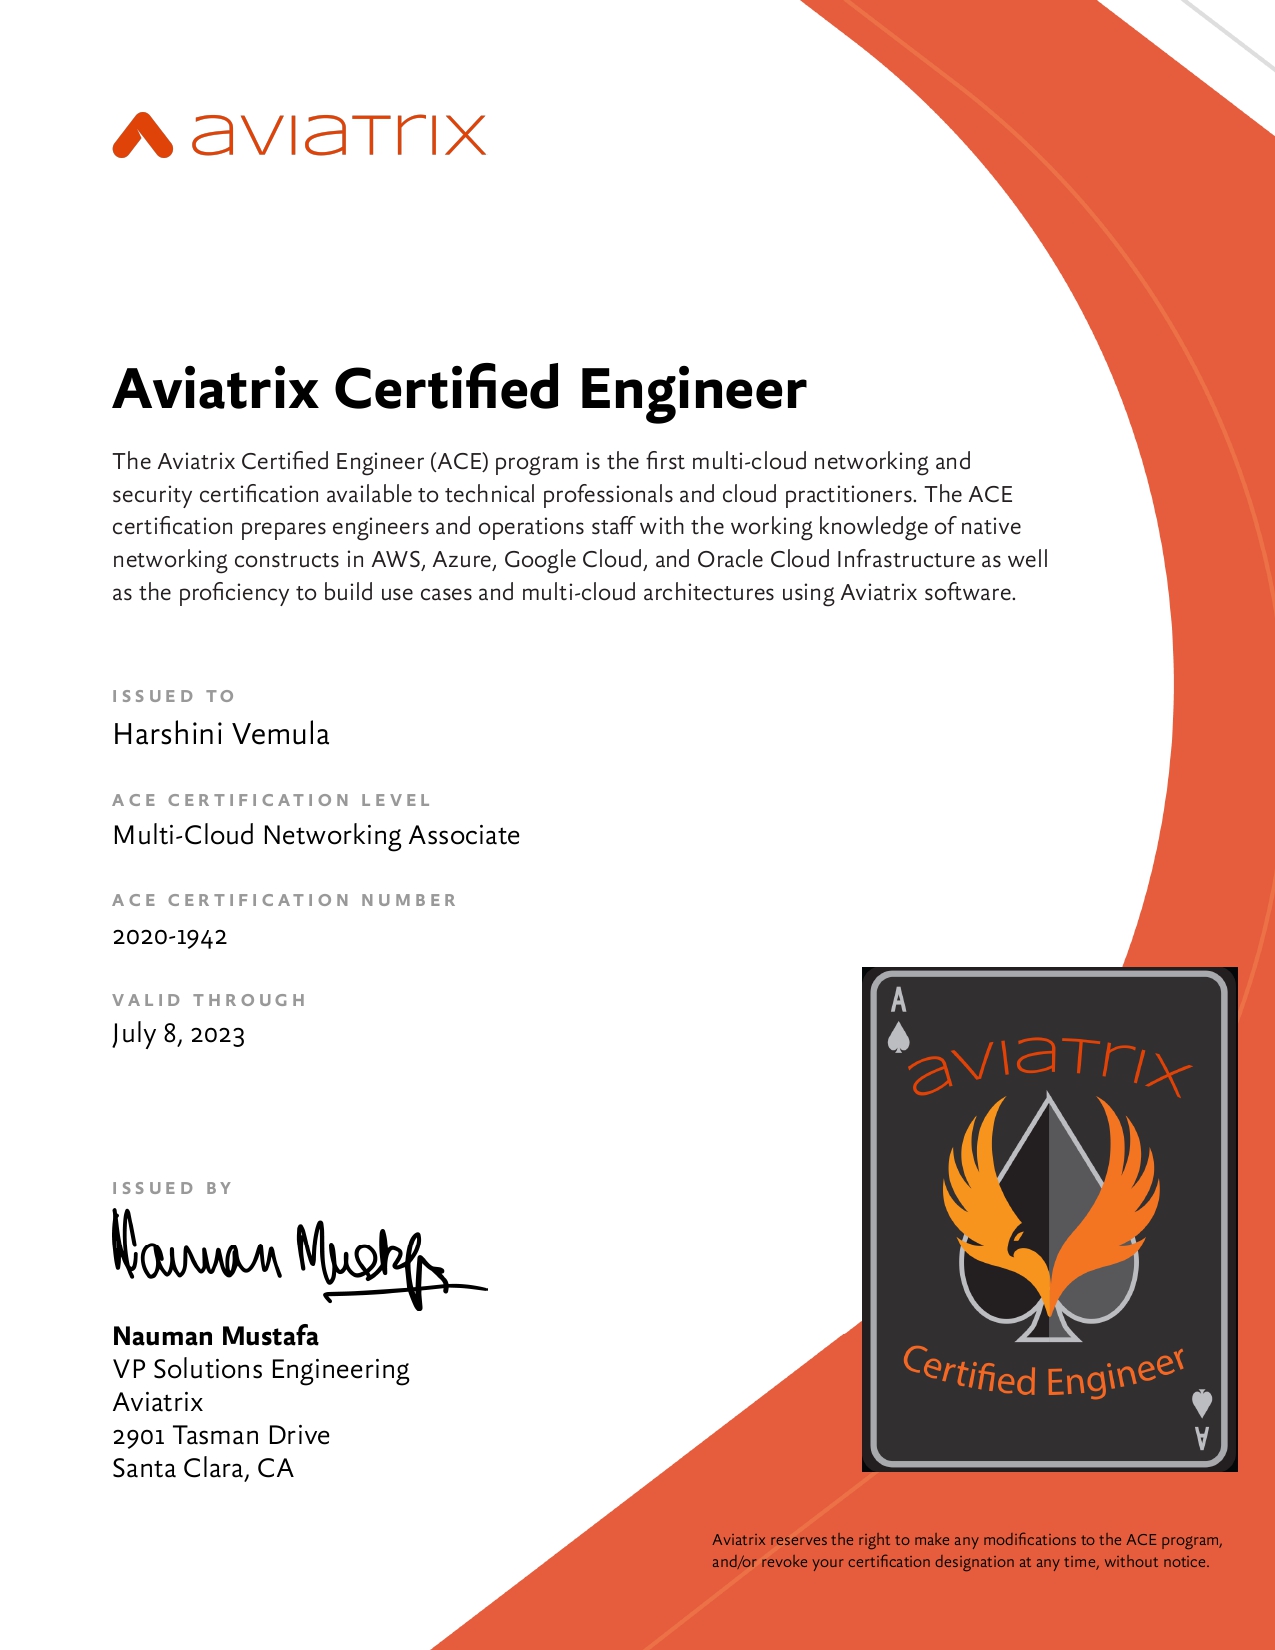 aviatrix
Aviatrix Certified Engineer
The Aviatrix Certified Engineer (ACE) program is the first multi-cloud networking and
security certification available to technical professionals and cloud practitioners. The ACE
certification prepares engineers and operations staff with the working knowledge of native
networking constructs in AWS, Azure, Google Cloud, and Oracle Cloud Infrastructure as well
as the proficiency to build use cases and multi-cloud architectures using Aviatrix software.
ISSUED TO
Harshini Vemula
ACE CERTIFICATION LEVEL
Multi-Cloud Networking Associate
ACE CERTIFICATION NUMBER
2020-1942
VALID THROUGH
July 8, 2023
ISSUED BY
Nauman Mustafa
Nauman Mustafa
VP Solutions Engineering
Aviatrix
2901 Tasman Drive
Santa Clara, CA
A
aviatrix
Certified Engineer
A
Aviatrix reserves the right to make any modifications to the ACE program,
and/or revoke your certification designation at any time, without notice.